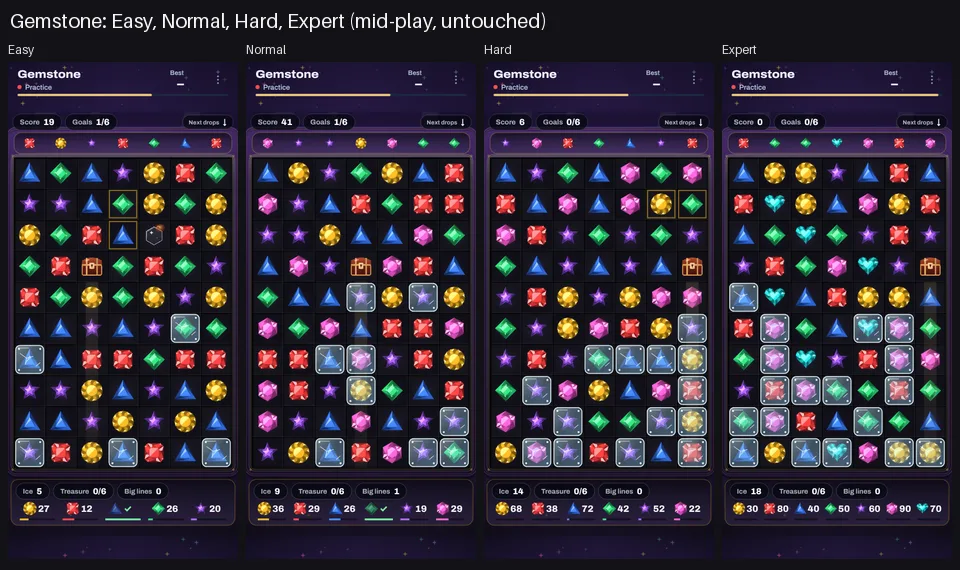 Gemstone: Easy, Normal, Hard, Expert (mid-play, untouched)
Easy
Normal
Hard
Expert
Gemstone
Best
Practice
–
Score 19
Goals 1/6
Next drops ↓
Ice 5
Treasure 0/6
Big lines 0
27
12
✓
26
20
Gemstone
Best
Practice
–
Score 41
Goals 1/6
Next drops ↓
Ice 9
Treasure 0/6
Big lines 1
36
29
26
✓
19
29
Gemstone
Best
Practice
–
Score 6
Goals 0/6
Next drops ↓
Ice 14
Treasure 0/6
Big lines 0
68
38
72
42
52
22
Gemstone
Best
Practice
–
Score 0
Goals 0/6
Next drops ↓
Ice 18
Treasure 0/6
Big lines 0
30
80
40
50
60
90
70